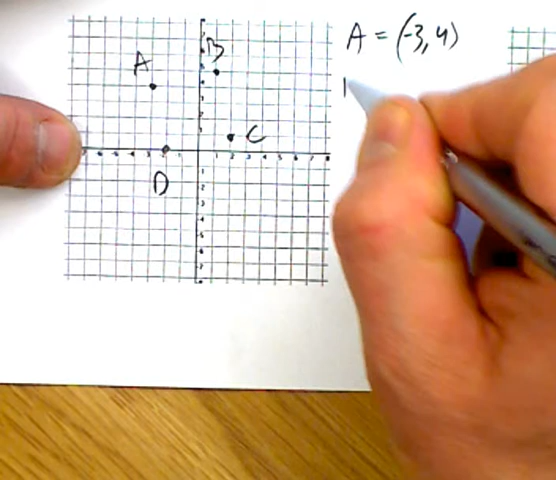 A = (-3,4)
B
A
C
D